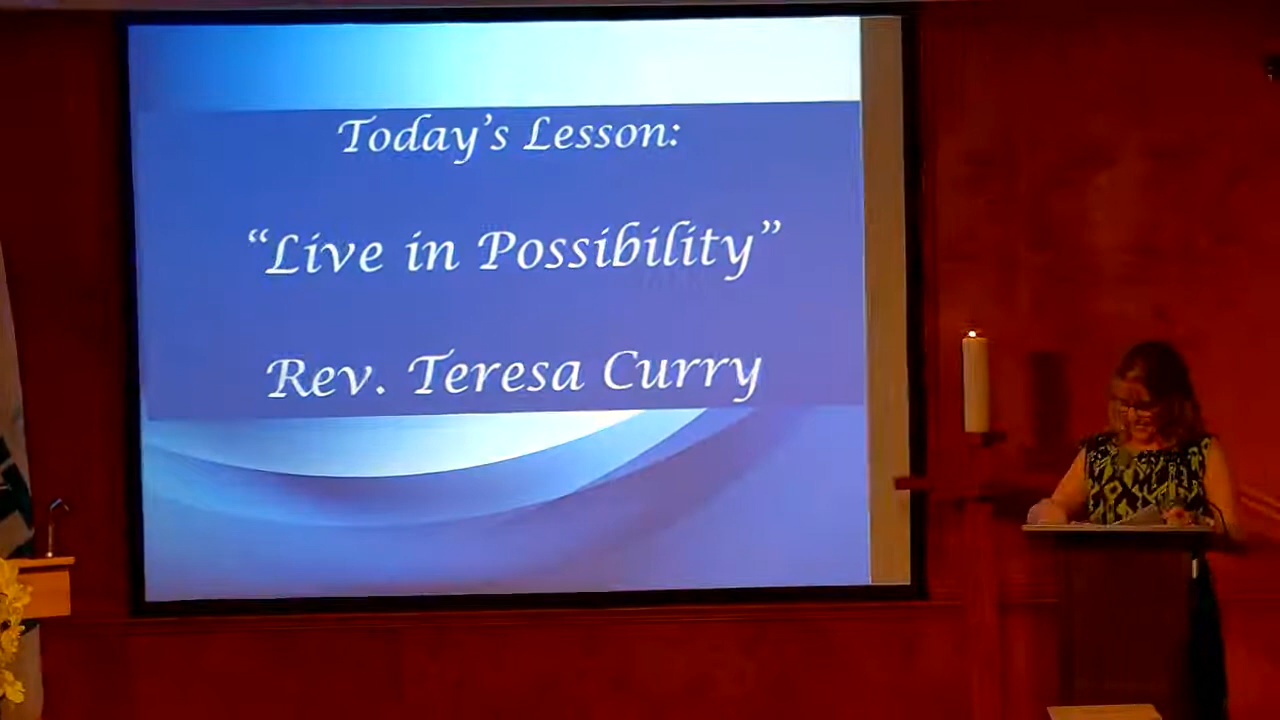 Today's Lesson:
“Live in Possibility”
Rev. Teresa Curry